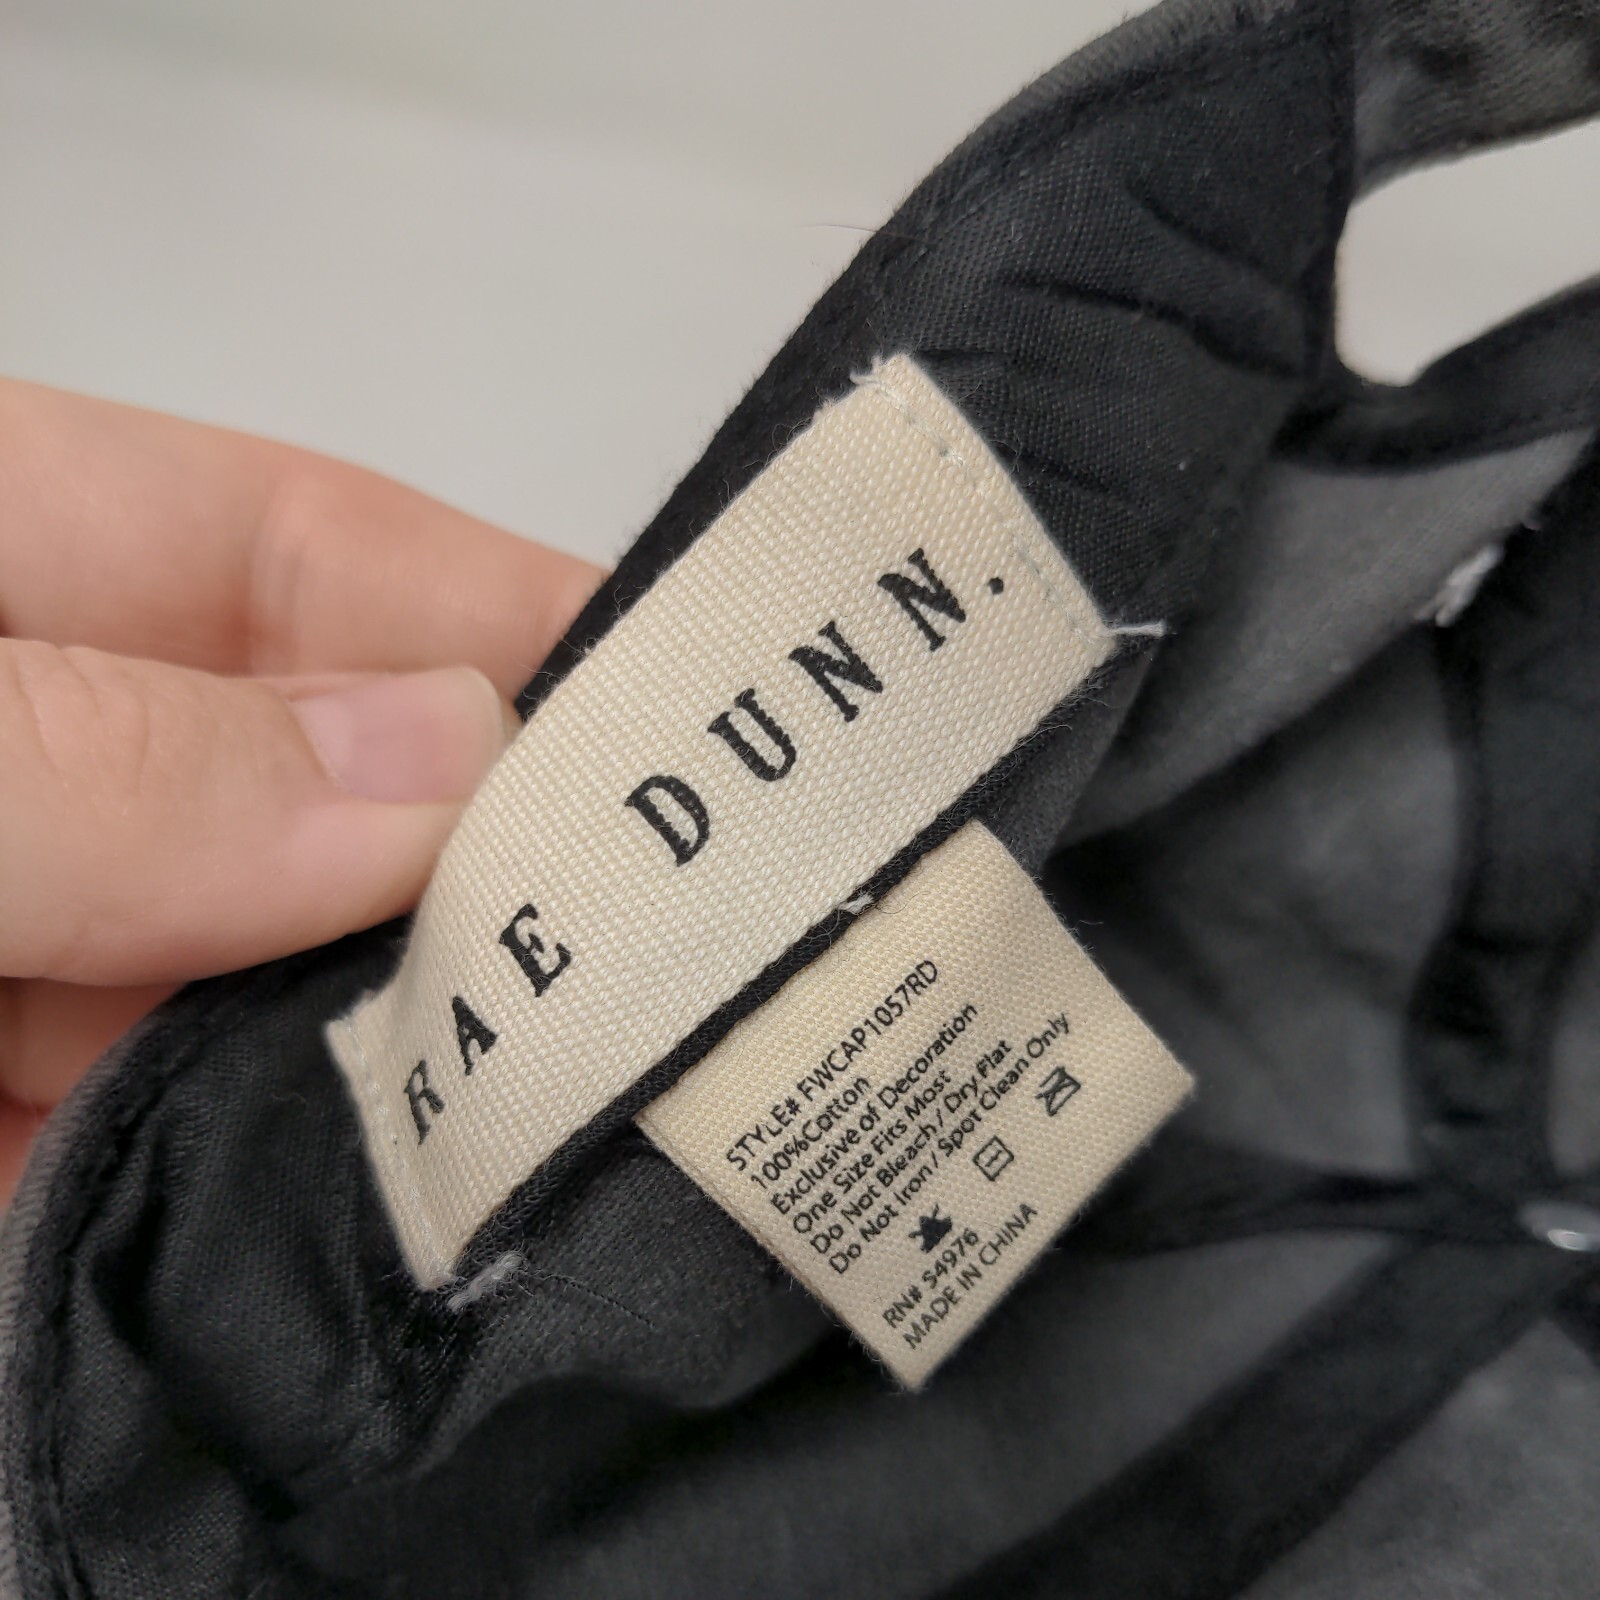 RAE DUNN.
STYLE# FWCAP1057RD
100%Cotton
Exclusive of Decoration
One Size Fits Most
Do Not Bleach / Dry Flat
Do Not Iron / Spot Clean Only
RN# 54976
MADE IN CHINA